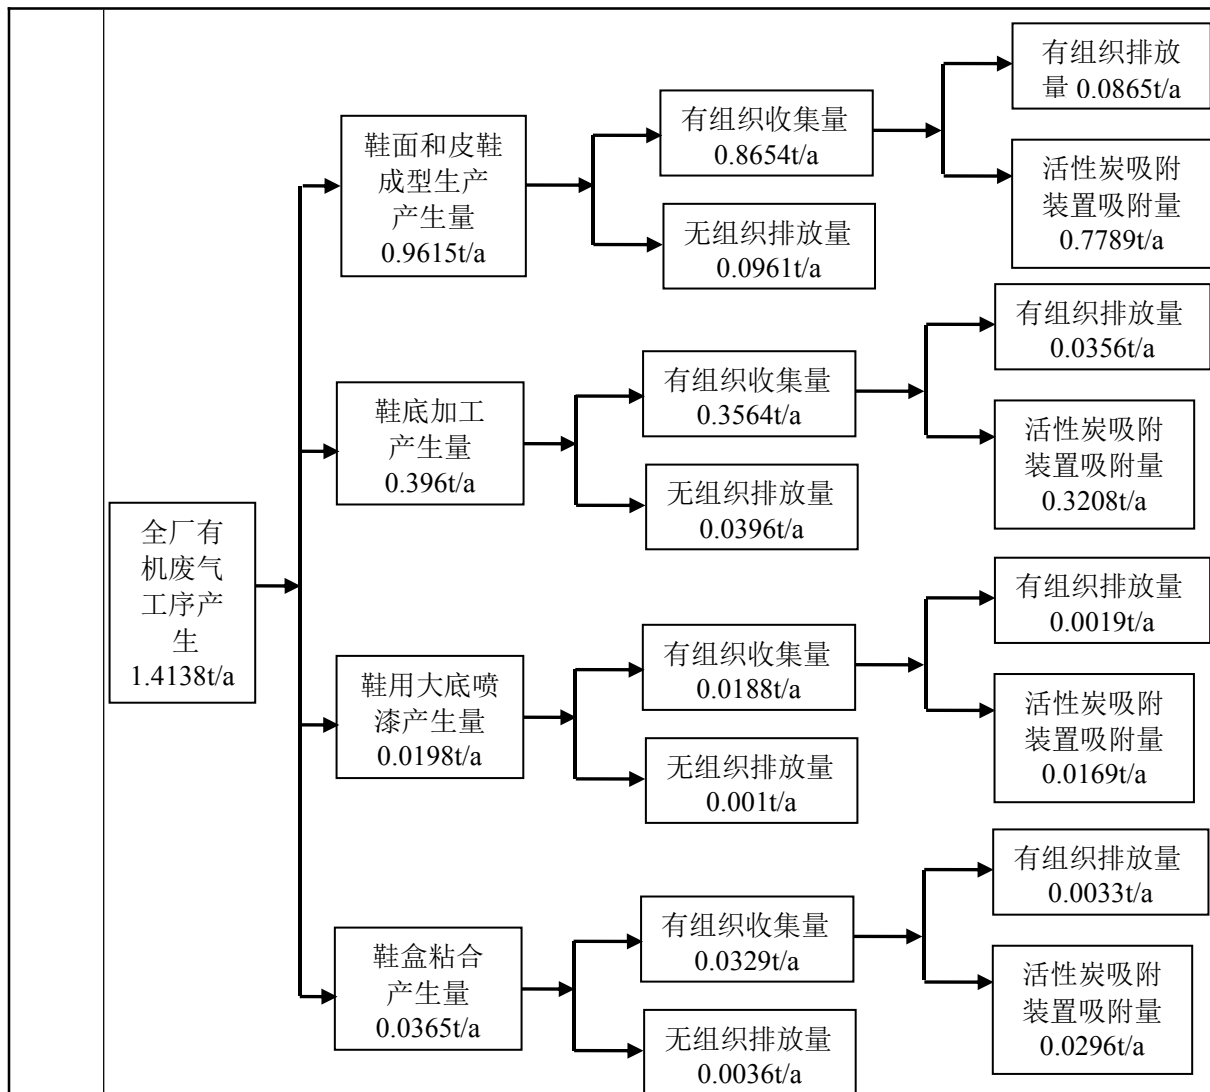 全厂有
机废气
工序产
生
1.4138t/a
鞋面和皮鞋
成型生产
产生量
0.9615t/a
有组织收集量
0.8654t/a
有组织排放
量 0.0865t/a
活性炭吸附
装置吸附量
0.7789t/a
无组织排放量
0.0961t/a
鞋底加工
产生量
0.396t/a
有组织收集量
0.3564t/a
有组织排放量
0.0356t/a
活性炭吸附
装置吸附量
0.3208t/a
无组织排放量
0.0396t/a
鞋用大底喷
漆产生量
0.0198t/a
有组织收集量
0.0188t/a
有组织排放量
0.0019t/a
活性炭吸附
装置吸附量
0.0169t/a
无组织排放量
0.001t/a
鞋盒粘合
产生量
0.0365t/a
有组织收集量
0.0329t/a
有组织排放量
0.0033t/a
活性炭吸附
装置吸附量
0.0296t/a
无组织排放量
0.0036t/a